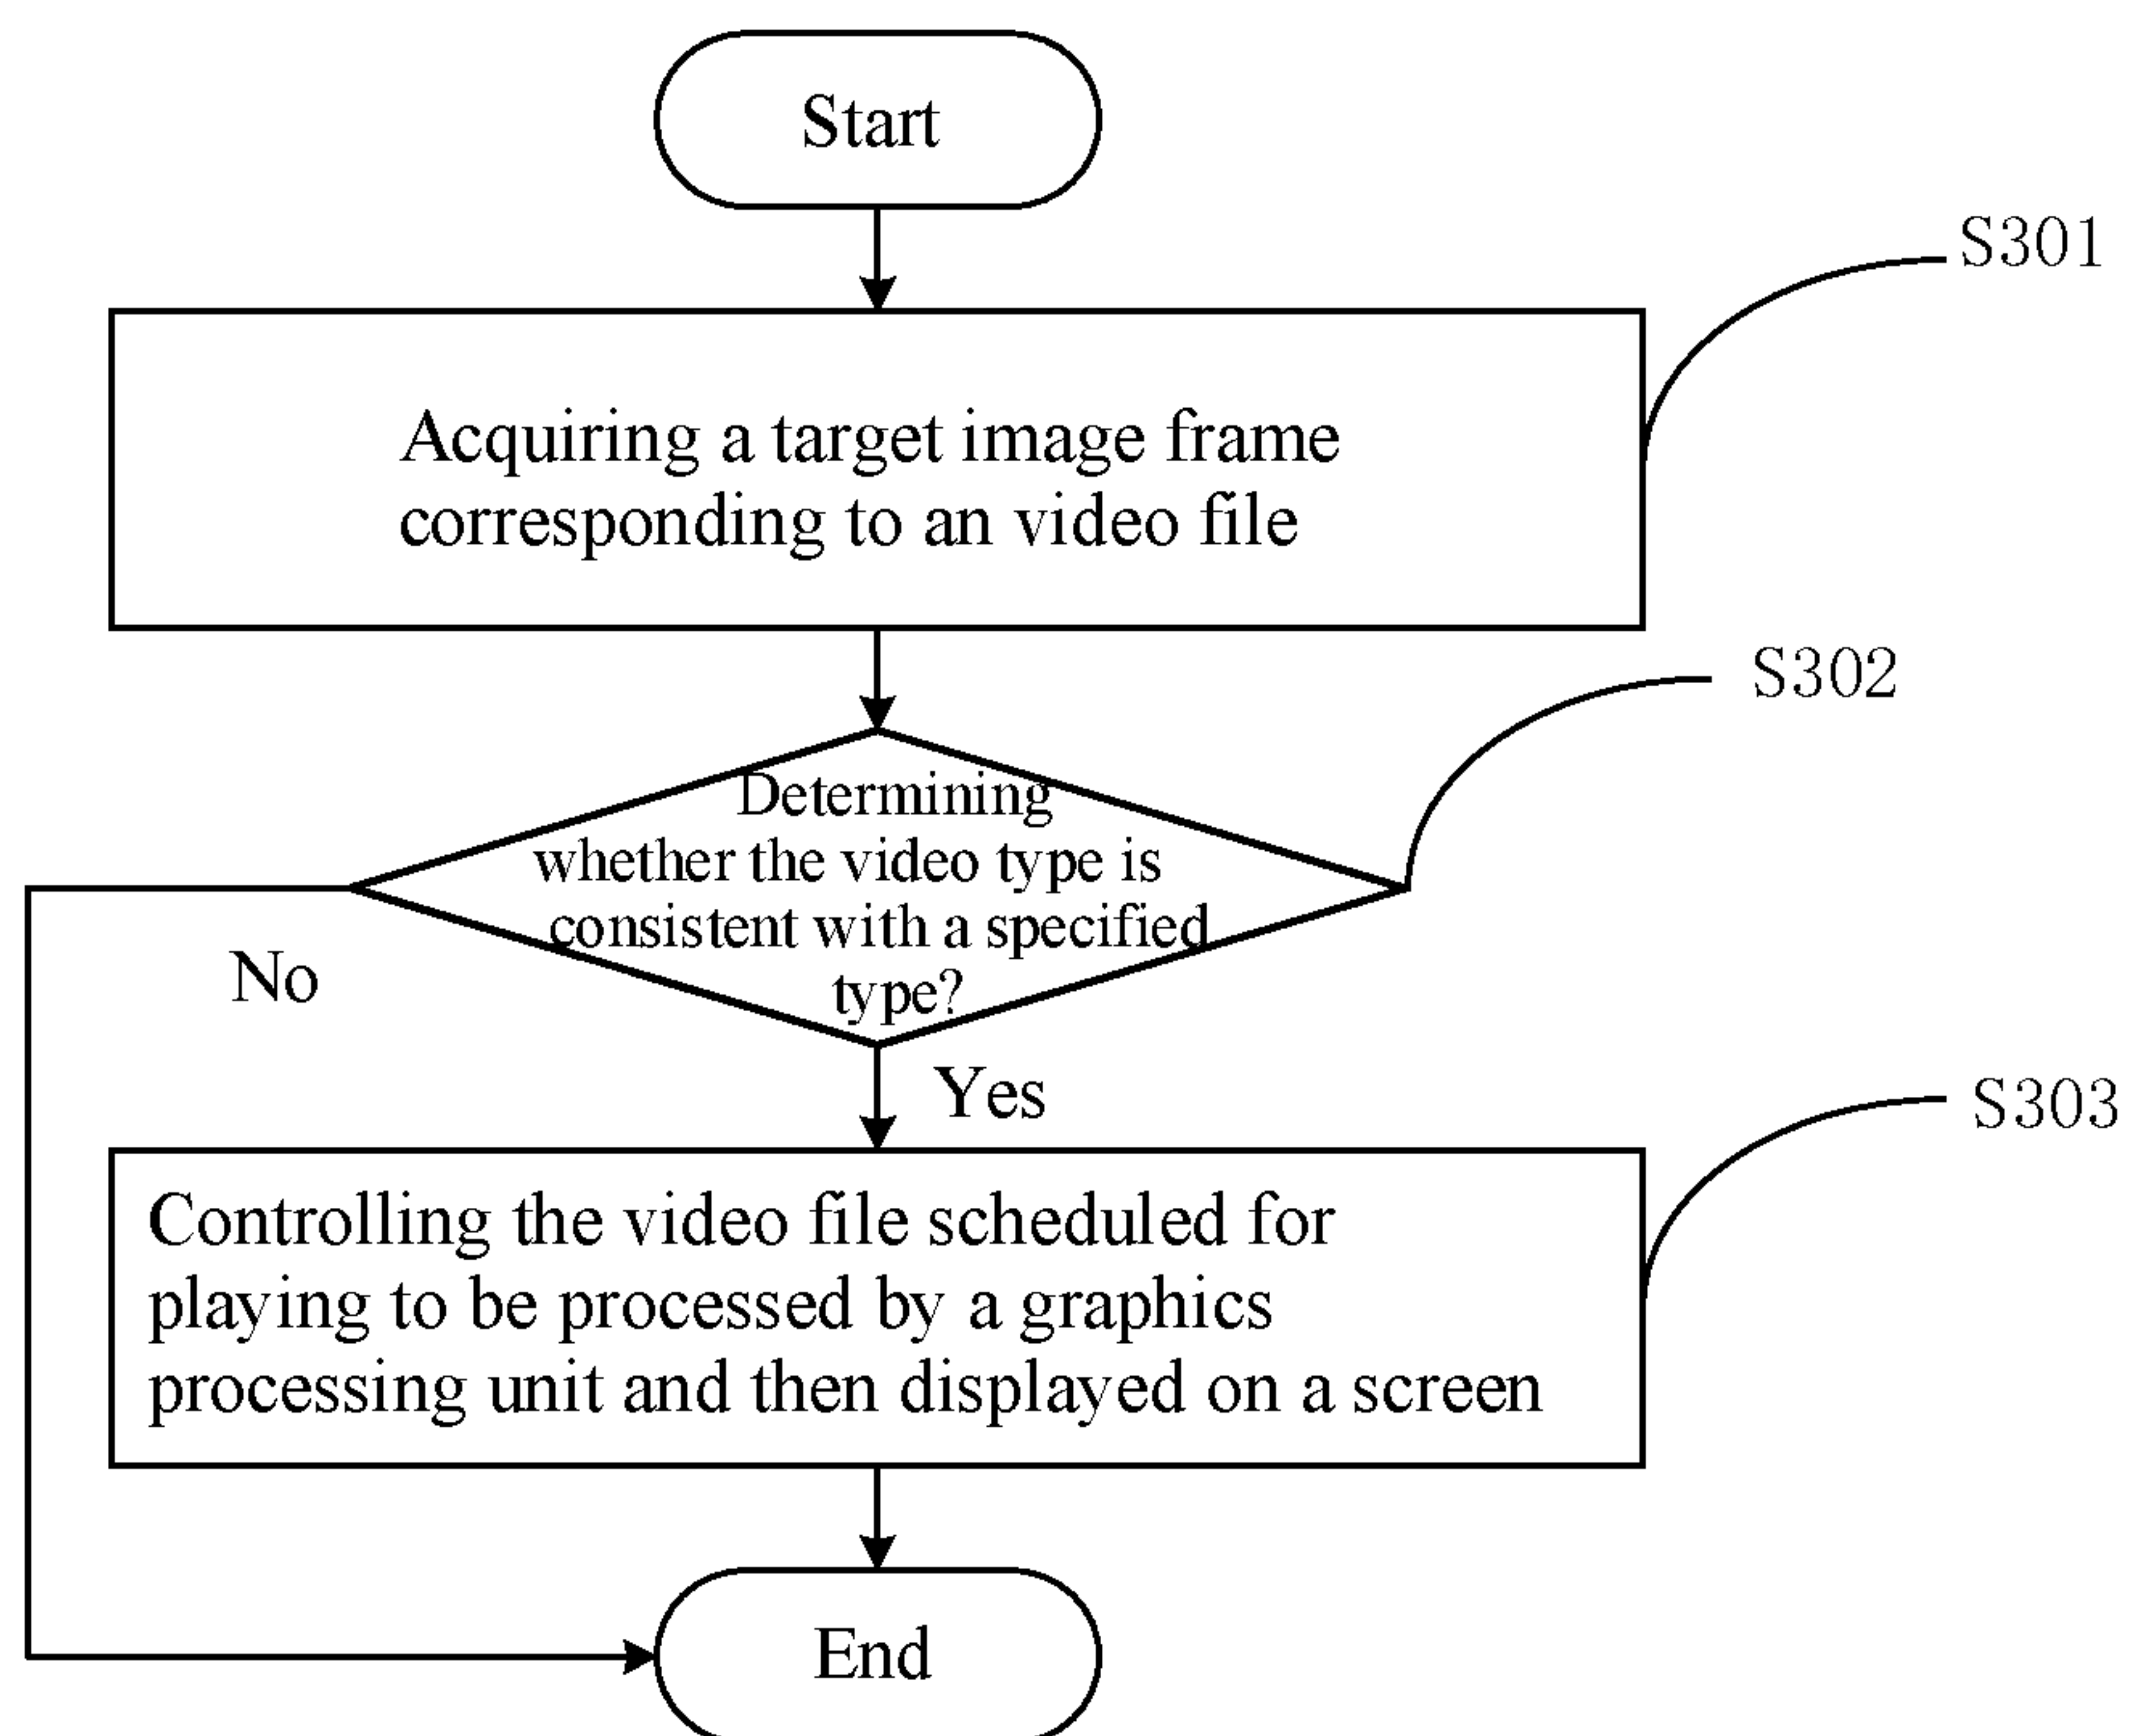 Start
S301
Acquiring a target image frame
corresponding to an video file
S302
Determining
whether the video type is
consistent with a specified
type?
No
Yes
S303
Controlling the video file scheduled for
playing to be processed by a graphics
processing unit and then displayed on a screen
End